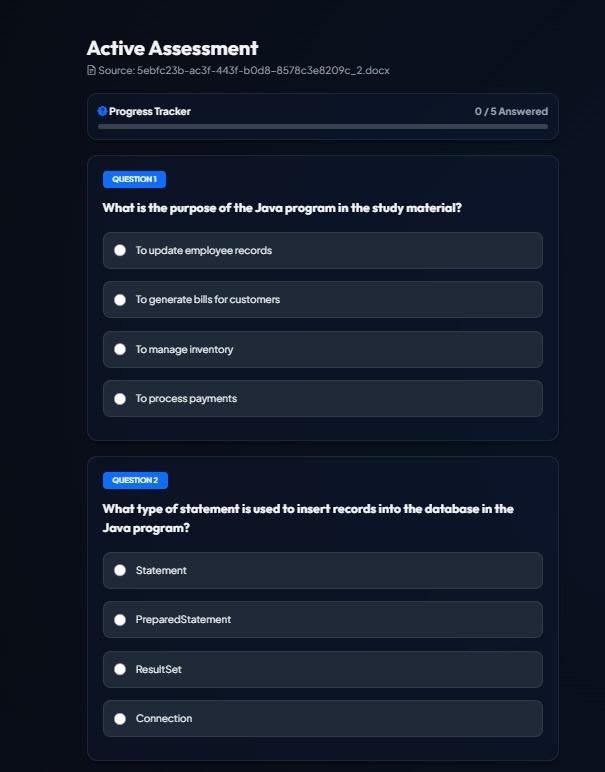 Active Assessment
Source: 5ebfc23b-ac3f-443f-b0d8-8578c3e8209c_2.docx
Progress Tracker 0 / 5 Answered
QUESTION 1
What is the purpose of the Java program in the study material?
To update employee records
To generate bills for customers
To manage inventory
To process payments
QUESTION 2
What type of statement is used to insert records into the database in the
Java program?
Statement
PreparedStatement
ResultSet
Connection